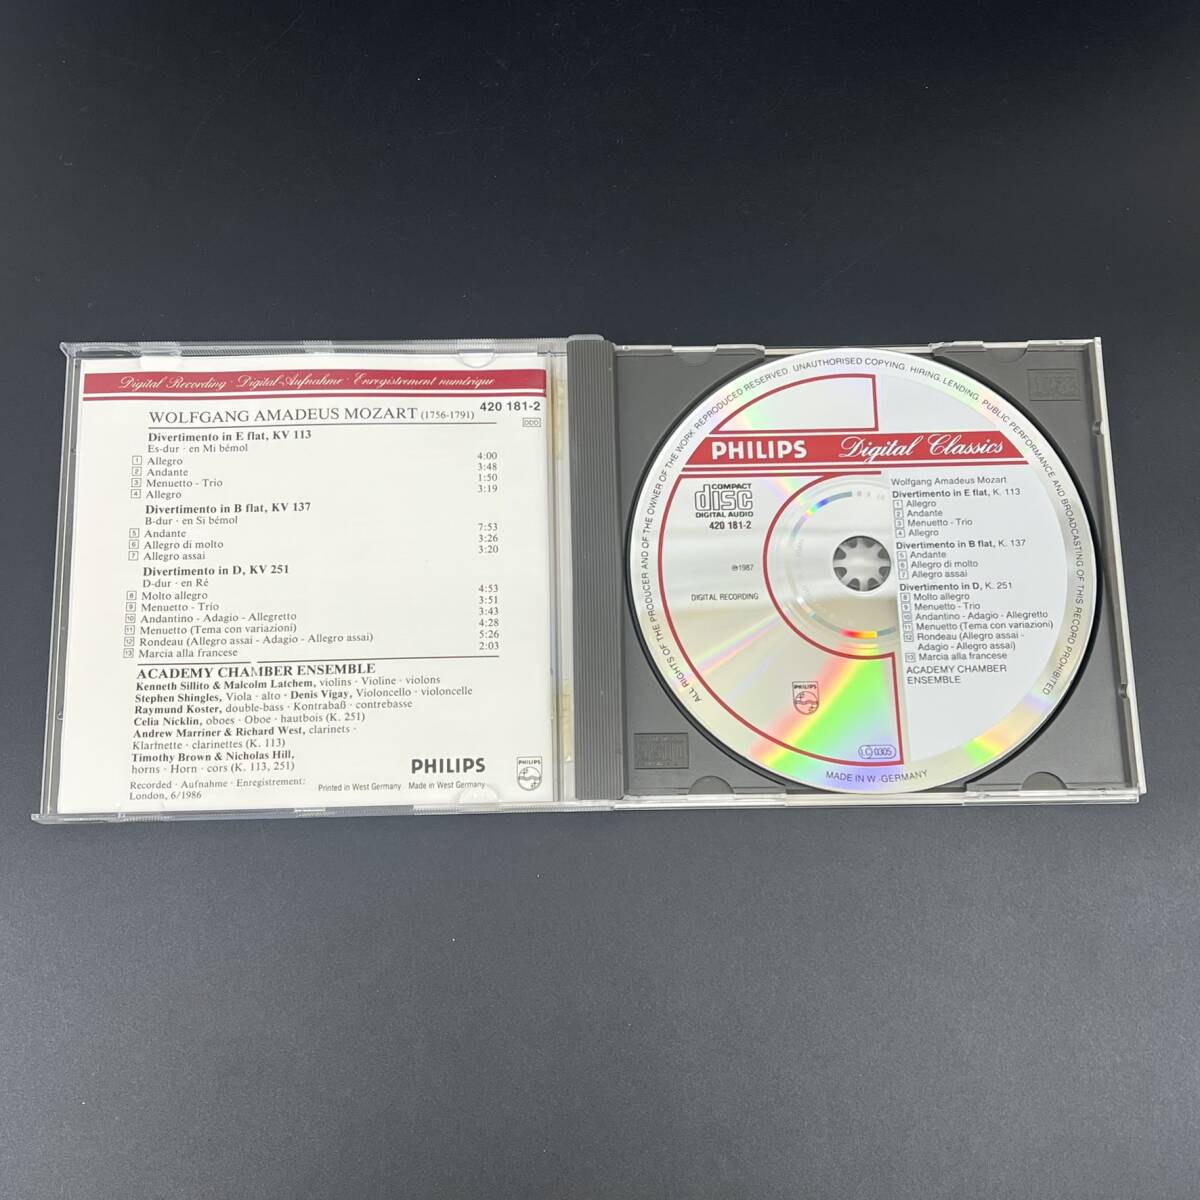 Digital Recording · Digital-Aufnahme · Enregistrement numérique
WOLFGANG AMADEUS MOZART (1756-1791) 420 181-2
DDD
Divertimento in E flat, KV 113
Es-dur · en Mi bémol
1 Allegro 4:00
2 Andante 3:48
3 Menuetto - Trio 1:50
4 Allegro 3:19
Divertimento in B flat, KV 137
B-dur · en Si bémol
5 Andante 7:53
6 Allegro di molto 3:26
7 Allegro assai 3:20
Divertimento in D, KV 251
D-dur · en Ré
8 Molto allegro 4:53
9 Menuetto - Trio 3:51
10 Andantino - Adagio - Allegretto 3:43
11 Menuetto (Tema con variazioni) 4:28
12 Rondeau (Allegro assai - Adagio - Allegro assai) 5:26
13 Marcia alla francese 2:03
ACADEMY CHAMBER ENSEMBLE
Kenneth Sillito & Malcolm Latchem, violins · Violine · violons
Stephen Shingles, Viola · alto · Denis Vigay, Violoncello · violoncelle
Raymund Koster, double-bass · Kontrabaß · contrebasse
Celia Nicklin, oboes · Oboe · hautbois (K. 251)
Andrew Marriner & Richard West, clarinets ·
Klarinette · clarinettes (K. 113)
Timothy Brown & Nicholas Hill,
horns · Horn · cors (K. 113, 251)
Recorded · Aufnahme · Enregistrement:
London, 6/1986
Printed in West Germany Made in West Germany
PHILIPS
PHILIPS
ALL RIGHTS OF THE PRODUCER AND OF THE OWNER OF THE WORK REPRODUCED RESERVED. UNAUTHORISED COPYING, HIRING, LENDING, PUBLIC PERFORMANCE AND BROADCASTING OF THIS RECORD PROHIBITED
PHILIPS Digital Classics
COMPACT
disc
DIGITAL AUDIO
420 181-2
℗1987
DIGITAL RECORDING
Wolfgang Amadeus Mozart
Divertimento in E flat, K. 113
1 Allegro
2 Andante
3 Menuetto - Trio
4 Allegro
Divertimento in B flat, K. 137
5 Andante
6 Allegro di molto
7 Allegro assai
Divertimento in D, K. 251
8 Molto allegro
9 Menuetto - Trio
10 Andantino - Adagio - Allegretto
11 Menuetto (Tema con variazioni)
12 Rondeau (Allegro assai -
Adagio - Allegro assai)
13 Marcia alla francese
ACADEMY CHAMBER
ENSEMBLE
PHILIPS
LC 0305
MADE IN W.-GERMANY